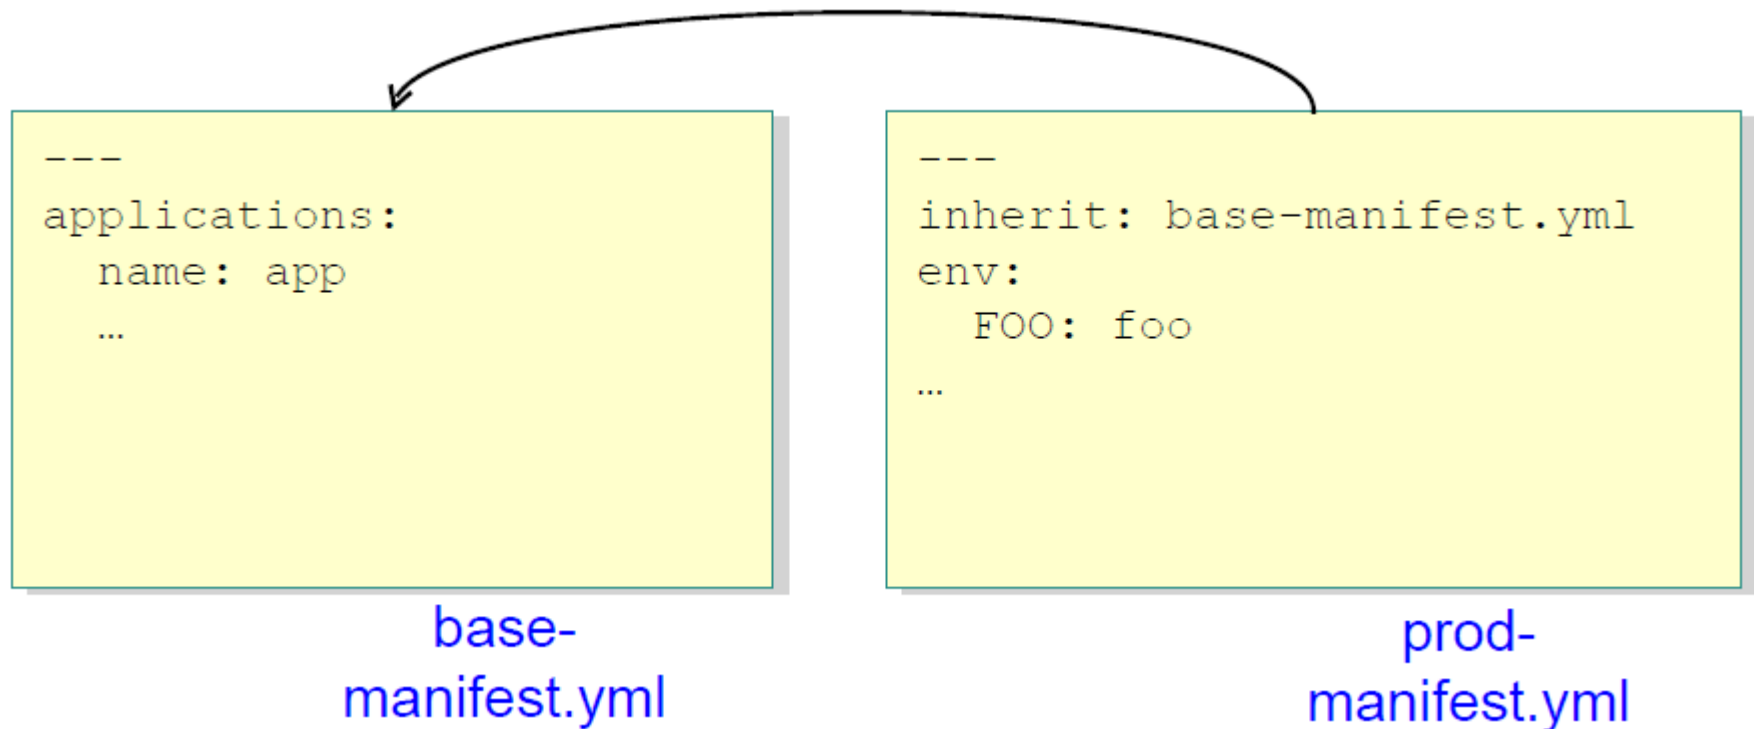 ---
applications:
  name: app
  …
base-
manifest.yml
---
inherit: base-manifest.yml
env:
  FOO: foo
…
prod-
manifest.yml